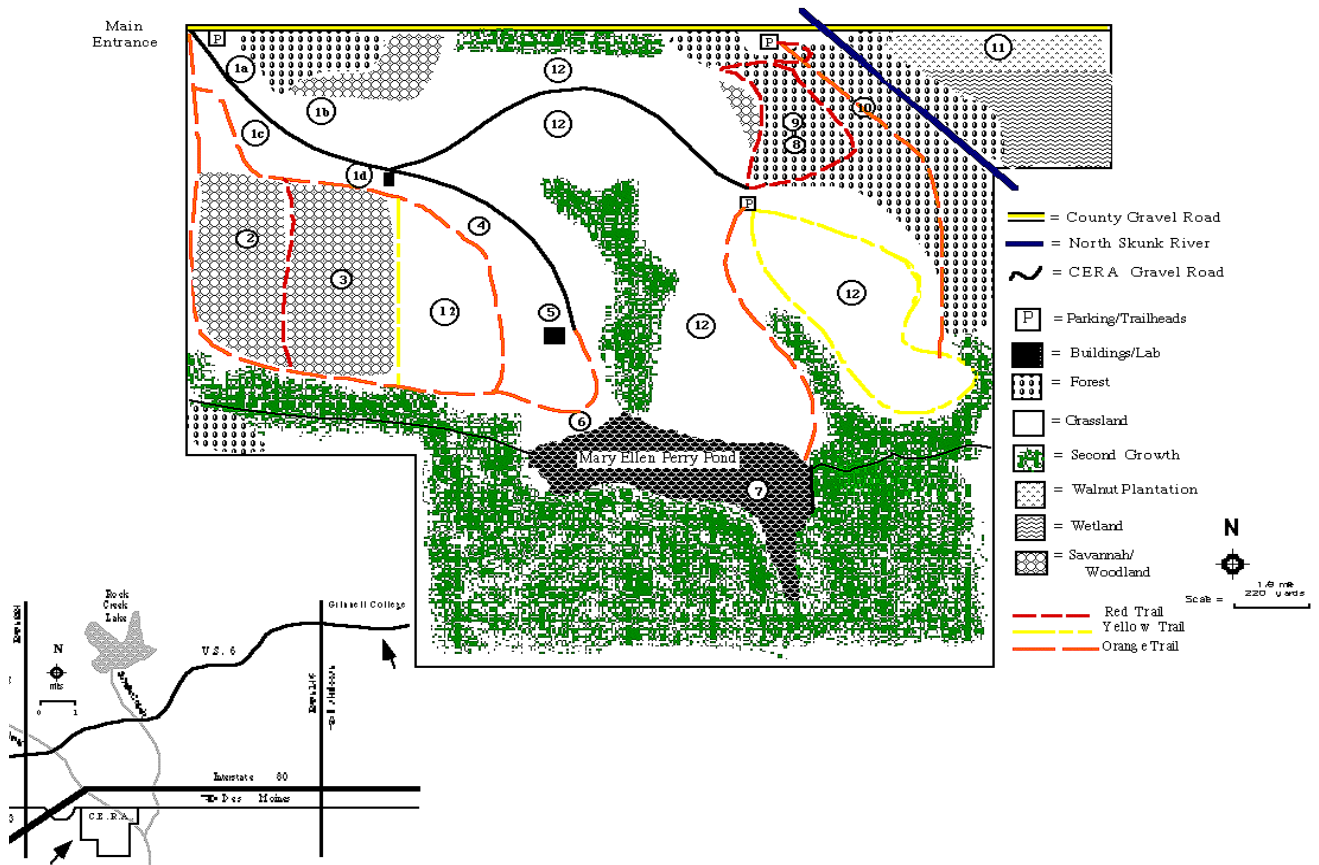 Main
Entrance
P
P
11
1a
12
1b
10
12
9
1c
8
1d
P
4
2
3
12
12
5
12
6
Mary Ellen Perry Pond
7
= County Gravel Road
= North Skunk River
= CERA Gravel Road
P = Parking/Trailheads
= Buildings/Lab
= Forest
= Grassland
= Second Growth
= Walnut Plantation
= Wetland
= Savannah/
Woodland
N
1/8 mile
Scale = 220 yards
Red Trail
Yellow Trail
Orange Trail
Rock
Creek
Lake
Grinnell College
U.S. 6
N
0 1
Interstate 80
Des Moines
C.E.R.A.